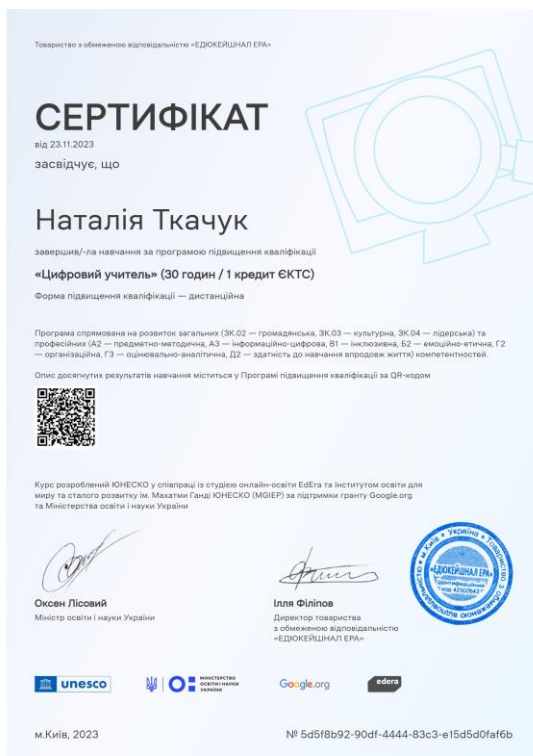 Товариство з обмеженою відповідальністю «ЕДЮКЕЙШНАЛ ЕРА»
СЕРТИФІКАТ
від 23.11.2023
засвідчує, що
Наталія Ткачук
завершив/-ла навчання за програмою підвищення кваліфікації
«Цифровий учитель» (30 годин / 1 кредит ЄКТС)
Форма підвищення кваліфікації — дистанційна
Програма спрямована на розвиток загальних (ЗК.02 — громадянська, ЗК.03 — культурна, ЗК.04 — лідерська) та
професійних (А2 — предметно-методична, А3 — інформаційно-цифрова, В1 — інклюзивна, Б2 — емоційно-етична, Г2
— організаційна, Г3 — оцінювально-аналітична, Д2 — здатність до навчання впродовж життя) компетентностей.
Опис досягнутих результатів навчання міститься у Програмі підвищення кваліфікації за QR-кодом
Курс розроблений ЮНЕСКО у співпраці із студією онлайн-освіти EdEra та Інститутом освіти для
миру та сталого розвитку ім. Махатми Ганді ЮНЕСКО (MGIEP) за підтримки гранту Google.org
та Міністерства освіти і науки України
Оксен Лісовий
Міністр освіти і науки України
Ілля Філіпов
Директор товариства
з обмеженою відповідальністю
«ЕДЮКЕЙШНАЛ ЕРА»
м.Київ * Україна * Товариство з обмеженою відповідальністю
«ЕДЮКЕЙШНАЛ ЕРА»
ідентифікаційний
код 42502643
unesco
МІНІСТЕРСТВО
ОСВІТИ І НАУКИ
УКРАЇНИ
Google.org
edera
м.Київ, 2023
№ 5d5f8b92-90df-4444-83c3-e15d5d0faf6b